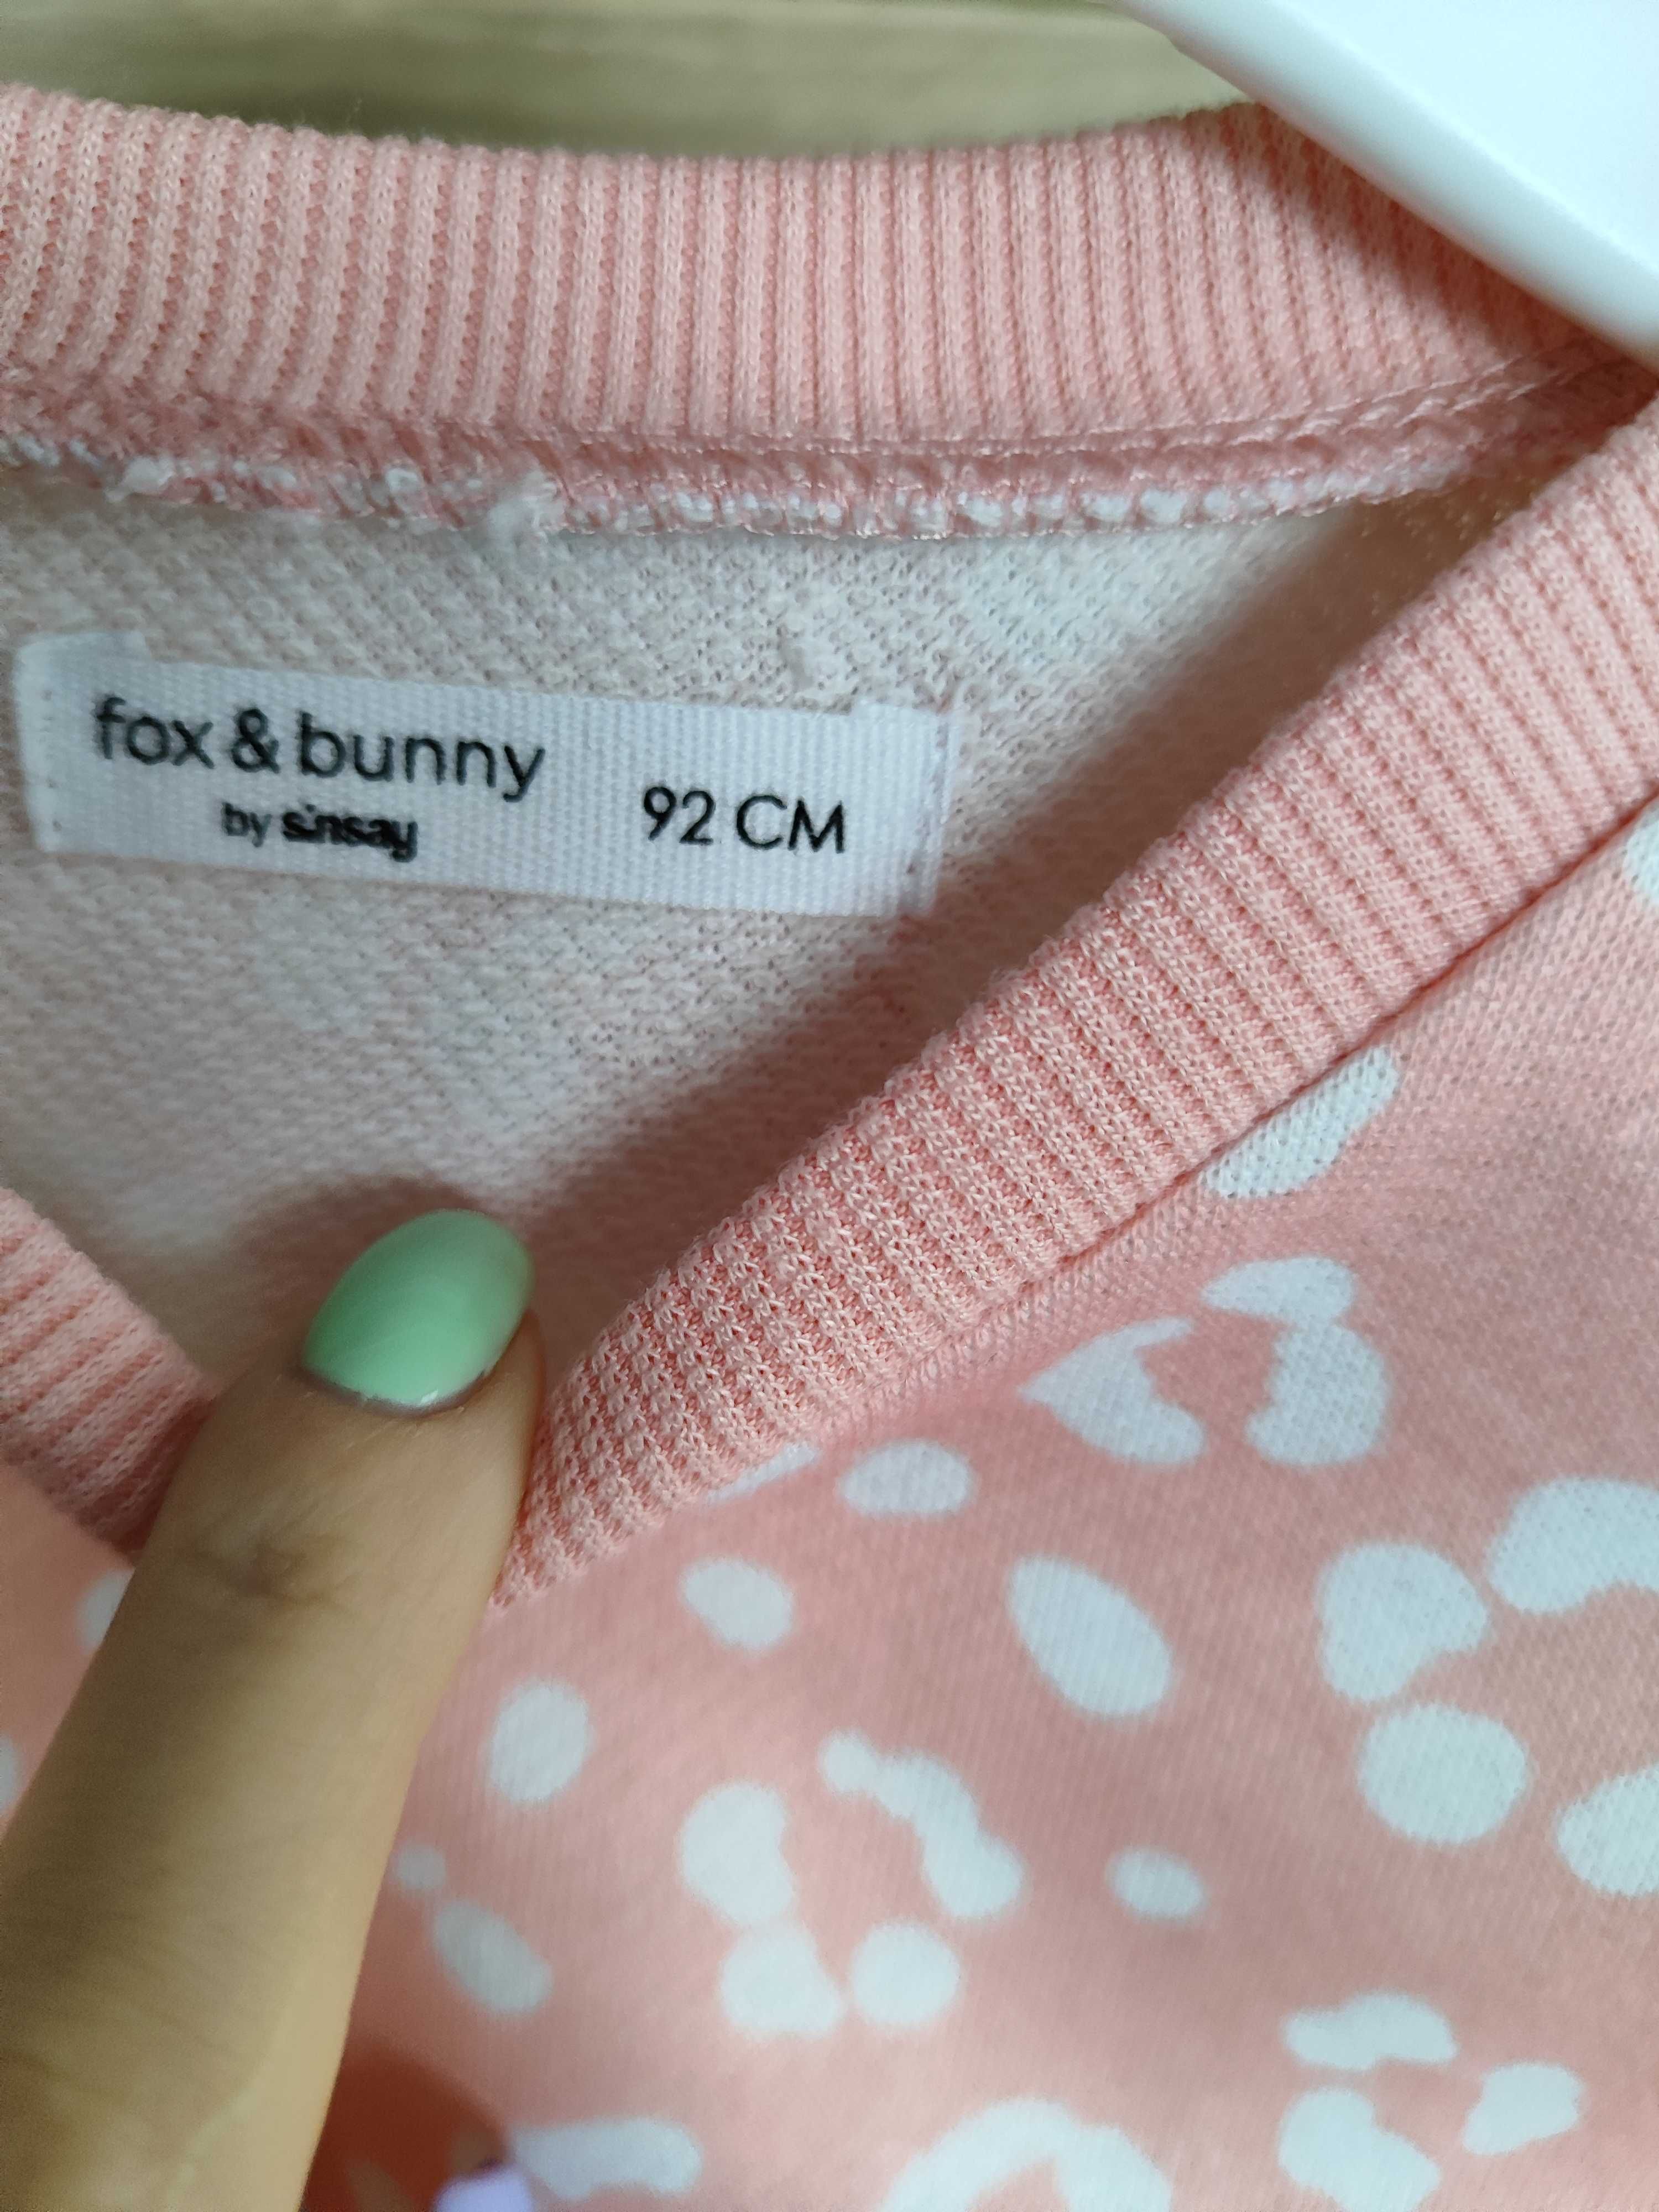 fox & bunny
by sinsay
92 CM